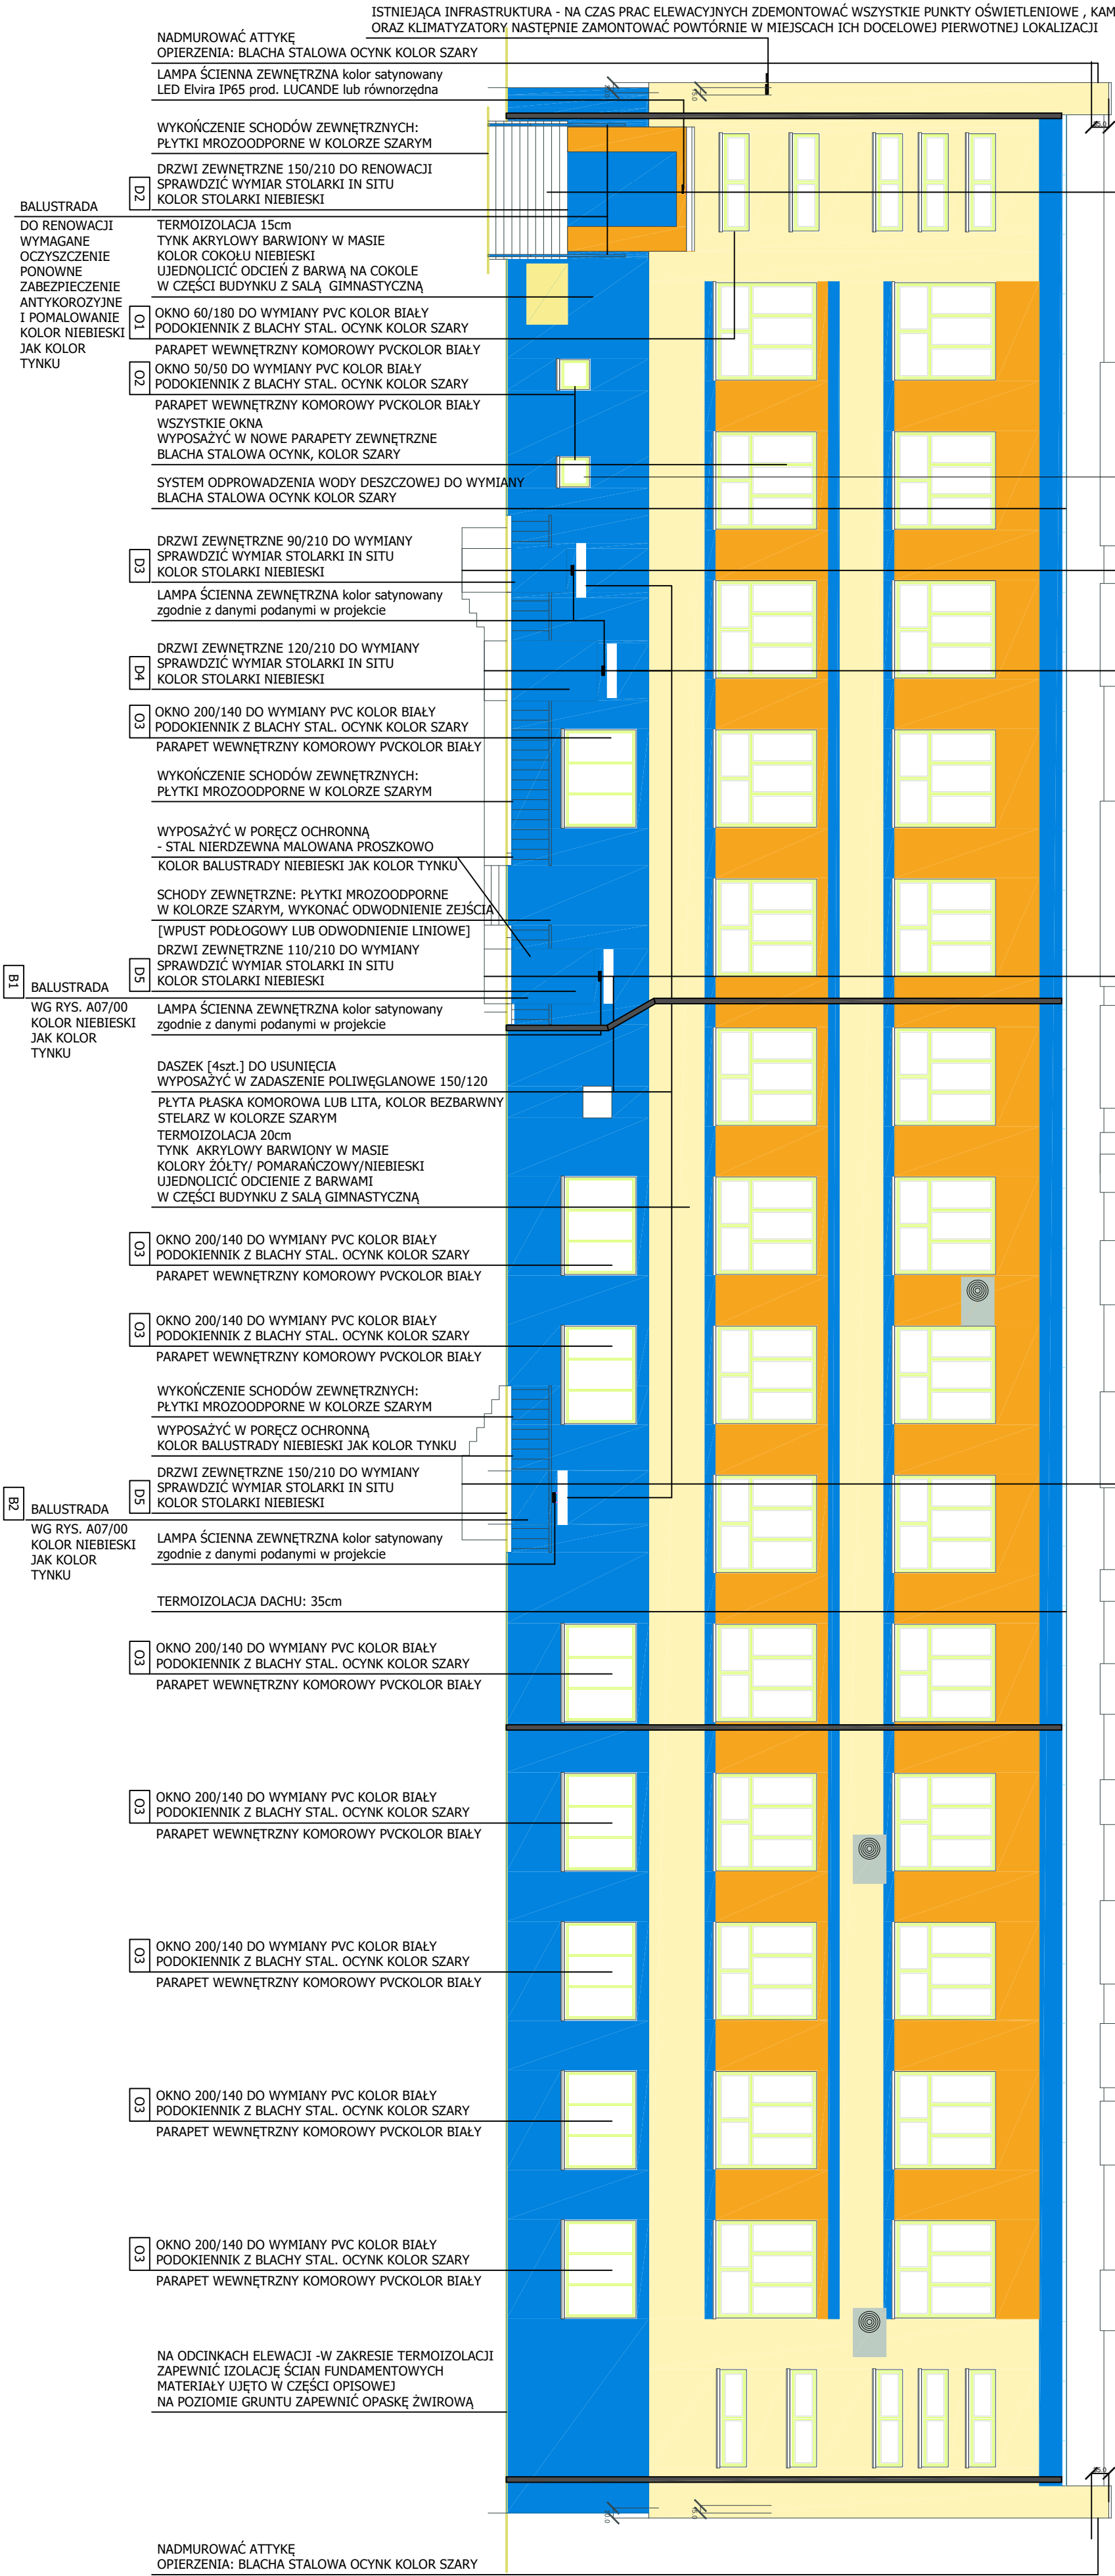 ISTNIEJĄCA INFRASTRUKTURA - NA CZAS PRAC ELEWACYJNYCH ZDEMONTOWAĆ WSZYSTKIE PUNKTY OŚWIETLENIOWE , KAM
ORAZ KLIMATYZATORY NASTĘPNIE ZAMONTOWAĆ POWTÓRNIE W MIEJSCACH ICH DOCELOWEJ PIERWOTNEJ LOKALIZACJI
NADMUROWAĆ ATTYKĘ
OPIERZENIA: BLACHA STALOWA OCYNK KOLOR SZARY
LAMPA ŚCIENNA ZEWNĘTRZNA kolor satynowany
LED Elvira IP65 prod. LUCANDE lub równorzędna
WYKOŃCZENIE SCHODÓW ZEWNĘTRZNYCH:
PŁYTKI MROZOODPORNE W KOLORZE SZARYM
D2
DRZWI ZEWNĘTRZNE 150/210 DO RENOWACJI
SPRAWDZIĆ WYMIAR STOLARKI IN SITU
KOLOR STOLARKI NIEBIESKI
BALUSTRADA
DO RENOWACJI
WYMAGANE
OCZYSZCZENIE
PONOWNE
ZABEZPIECZENIE
ANTYKOROZYJNE
I POMALOWANIE
KOLOR NIEBIESKI
JAK KOLOR
TYNKU
TERMOIZOLACJA 15cm
TYNK AKRYLOWY BARWIONY W MASIE
KOLOR COKOŁU NIEBIESKI
UJEDNOLICIĆ ODCIEŃ Z BARWĄ NA COKOLE
W CZĘŚCI BUDYNKU Z SALĄ GIMNASTYCZNĄ
O1
OKNO 60/180 DO WYMIANY PVC KOLOR BIAŁY
PODOKIENNIK Z BLACHY STAL. OCYNK KOLOR SZARY
PARAPET WEWNĘTRZNY KOMOROWY PVCKOLOR BIAŁY
O2
OKNO 50/50 DO WYMIANY PVC KOLOR BIAŁY
PODOKIENNIK Z BLACHY STAL. OCYNK KOLOR SZARY
PARAPET WEWNĘTRZNY KOMOROWY PVCKOLOR BIAŁY
WSZYSTKIE OKNA
WYPOSAŻYĆ W NOWE PARAPETY ZEWNĘTRZNE
BLACHA STALOWA OCYNK, KOLOR SZARY
SYSTEM ODPROWADZENIA WODY DESZCZOWEJ DO WYMIANY
BLACHA STALOWA OCYNK KOLOR SZARY
D3
DRZWI ZEWNĘTRZNE 90/210 DO WYMIANY
SPRAWDZIĆ WYMIAR STOLARKI IN SITU
KOLOR STOLARKI NIEBIESKI
LAMPA ŚCIENNA ZEWNĘTRZNA kolor satynowany
zgodnie z danymi podanymi w projekcie
D4
DRZWI ZEWNĘTRZNE 120/210 DO WYMIANY
SPRAWDZIĆ WYMIAR STOLARKI IN SITU
KOLOR STOLARKI NIEBIESKI
O3
OKNO 200/140 DO WYMIANY PVC KOLOR BIAŁY
PODOKIENNIK Z BLACHY STAL. OCYNK KOLOR SZARY
PARAPET WEWNĘTRZNY KOMOROWY PVCKOLOR BIAŁY
WYKOŃCZENIE SCHODÓW ZEWNĘTRZNYCH:
PŁYTKI MROZOODPORNE W KOLORZE SZARYM
WYPOSAŻYĆ W PORĘCZ OCHRONNĄ
- STAL NIERDZEWNA MALOWANA PROSZKOWO
KOLOR BALUSTRADY NIEBIESKI JAK KOLOR TYNKU
SCHODY ZEWNĘTRZNE: PŁYTKI MROZOODPORNE
W KOLORZE SZARYM, WYKONAĆ ODWODNIENIE ZEJŚCIA
[WPUST PODŁOGOWY LUB ODWODNIENIE LINIOWE]
D5
DRZWI ZEWNĘTRZNE 110/210 DO WYMIANY
SPRAWDZIĆ WYMIAR STOLARKI IN SITU
KOLOR STOLARKI NIEBIESKI
B1
BALUSTRADA
WG RYS. A07/00
KOLOR NIEBIESKI
JAK KOLOR
TYNKU
LAMPA ŚCIENNA ZEWNĘTRZNA kolor satynowany
zgodnie z danymi podanymi w projekcie
DASZEK [4szt.] DO USUNIĘCIA
WYPOSAŻYĆ W ZADASZENIE POLIWĘGLANOWE 150/120
PŁYTA PŁASKA KOMOROWA LUB LITA, KOLOR BEZBARWNY
STELARZ W KOLORZE SZARYM
TERMOIZOLACJA 20cm
TYNK AKRYLOWY BARWIONY W MASIE
KOLORY ŻÓŁTY/ POMARAŃCZOWY/NIEBIESKI
UJEDNOLICIĆ ODCIENIE Z BARWAMI
W CZĘŚCI BUDYNKU Z SALĄ GIMNASTYCZNĄ
O3
OKNO 200/140 DO WYMIANY PVC KOLOR BIAŁY
PODOKIENNIK Z BLACHY STAL. OCYNK KOLOR SZARY
PARAPET WEWNĘTRZNY KOMOROWY PVCKOLOR BIAŁY
O3
OKNO 200/140 DO WYMIANY PVC KOLOR BIAŁY
PODOKIENNIK Z BLACHY STAL. OCYNK KOLOR SZARY
PARAPET WEWNĘTRZNY KOMOROWY PVCKOLOR BIAŁY
WYKOŃCZENIE SCHODÓW ZEWNĘTRZNYCH:
PŁYTKI MROZOODPORNE W KOLORZE SZARYM
WYPOSAŻYĆ W PORĘCZ OCHRONNĄ
KOLOR BALUSTRADY NIEBIESKI JAK KOLOR TYNKU
D5
DRZWI ZEWNĘTRZNE 150/210 DO WYMIANY
SPRAWDZIĆ WYMIAR STOLARKI IN SITU
KOLOR STOLARKI NIEBIESKI
B2
BALUSTRADA
WG RYS. A07/00
KOLOR NIEBIESKI
JAK KOLOR
TYNKU
LAMPA ŚCIENNA ZEWNĘTRZNA kolor satynowany
zgodnie z danymi podanymi w projekcie
TERMOIZOLACJA DACHU: 35cm
O3
OKNO 200/140 DO WYMIANY PVC KOLOR BIAŁY
PODOKIENNIK Z BLACHY STAL. OCYNK KOLOR SZARY
PARAPET WEWNĘTRZNY KOMOROWY PVCKOLOR BIAŁY
O3
OKNO 200/140 DO WYMIANY PVC KOLOR BIAŁY
PODOKIENNIK Z BLACHY STAL. OCYNK KOLOR SZARY
PARAPET WEWNĘTRZNY KOMOROWY PVCKOLOR BIAŁY
O3
OKNO 200/140 DO WYMIANY PVC KOLOR BIAŁY
PODOKIENNIK Z BLACHY STAL. OCYNK KOLOR SZARY
PARAPET WEWNĘTRZNY KOMOROWY PVCKOLOR BIAŁY
O3
OKNO 200/140 DO WYMIANY PVC KOLOR BIAŁY
PODOKIENNIK Z BLACHY STAL. OCYNK KOLOR SZARY
PARAPET WEWNĘTRZNY KOMOROWY PVCKOLOR BIAŁY
O3
OKNO 200/140 DO WYMIANY PVC KOLOR BIAŁY
PODOKIENNIK Z BLACHY STAL. OCYNK KOLOR SZARY
PARAPET WEWNĘTRZNY KOMOROWY PVCKOLOR BIAŁY
NA ODCINKACH ELEWACJI -W ZAKRESIE TERMOIZOLACJI
ZAPEWNIĆ IZOLACJĘ ŚCIAN FUNDAMENTOWYCH
MATERIAŁY UJĘTO W CZĘŚCI OPISOWEJ
NA POZIOMIE GRUNTU ZAPEWNIĆ OPASKĘ ŻWIROWĄ
NADMUROWAĆ ATTYKĘ
OPIERZENIA: BLACHA STALOWA OCYNK KOLOR SZARY